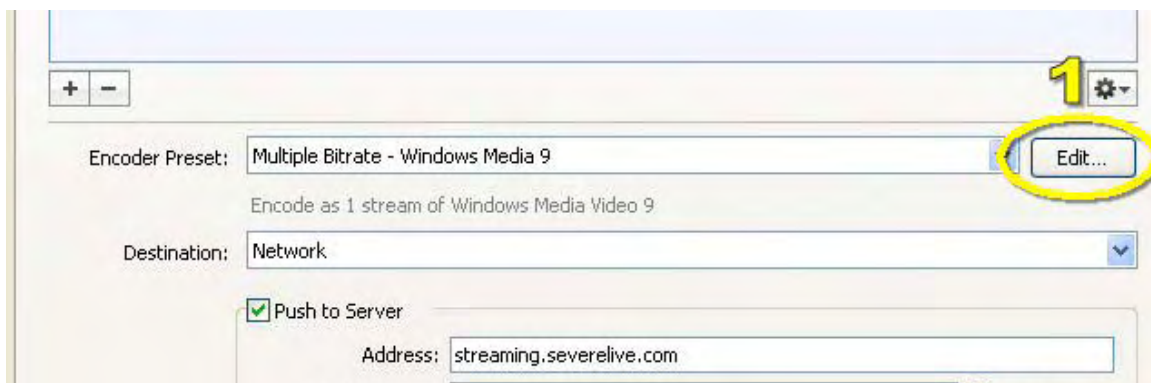 + - 1
Encoder Preset: Multiple Bitrate - Windows Media 9 Edit...
Encode as 1 stream of Windows Media Video 9
Destination: Network
Push to Server
Address: streaming.severelive.com